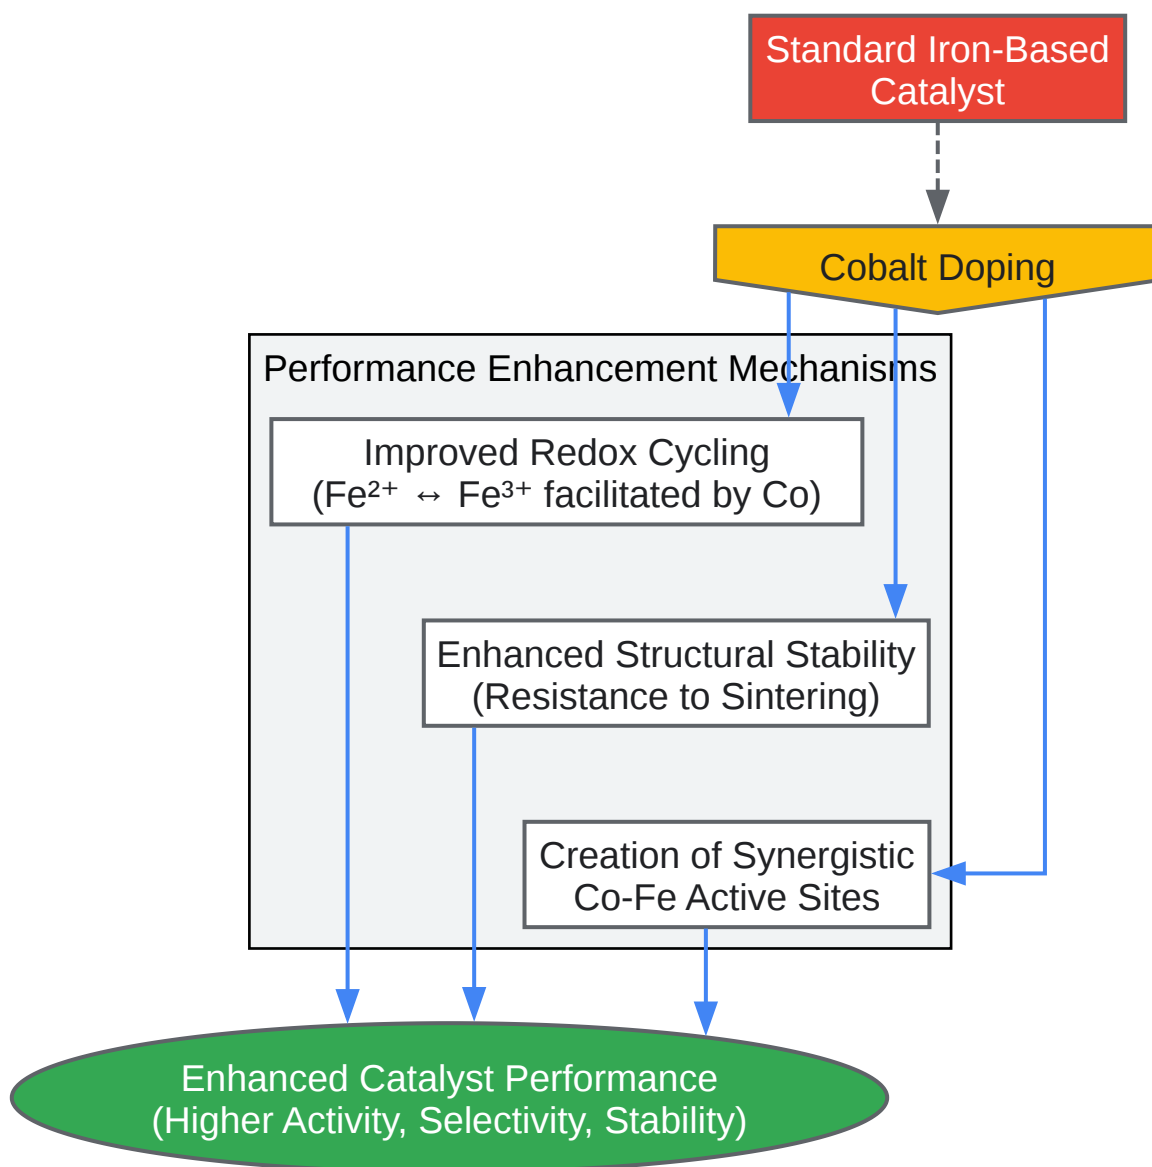 Standard Iron-Based
Catalyst
Cobalt Doping
Performance Enhancement Mechanisms
Improved Redox Cycling
(Fe²⁺ ↔ Fe³⁺ facilitated by Co)
Enhanced Structural Stability
(Resistance to Sintering)
Creation of Synergistic
Co-Fe Active Sites
Enhanced Catalyst Performance
(Higher Activity, Selectivity, Stability)